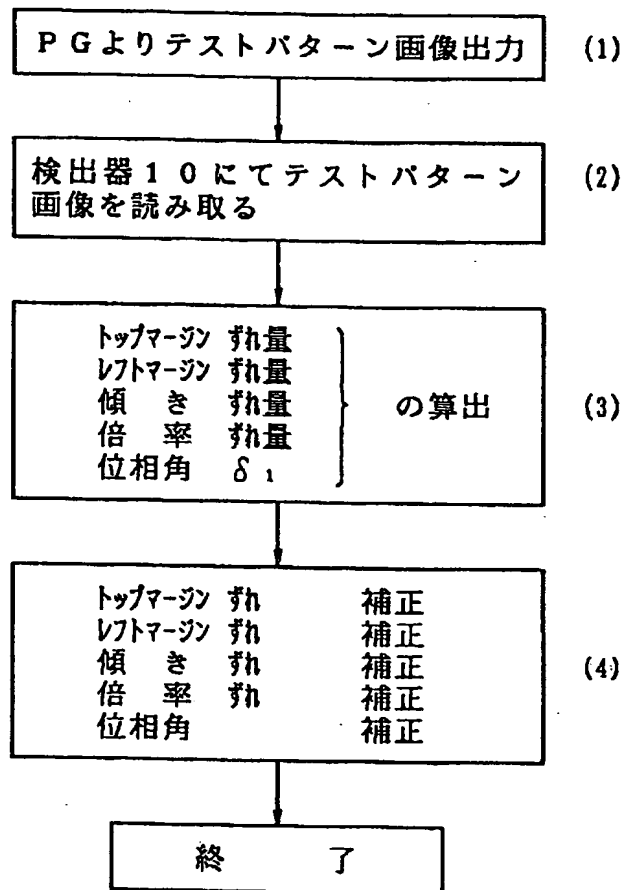 PGよりテストパターン画像出力 (1)
検出器10にてテストパターン (2)
画像を読み取る
トップマージン ずれ量
レフトマージン ずれ量
傾き ずれ量 の算出 (3)
倍率 ずれ量
位相角 δ1
トップマージン ずれ 補正
レフトマージン ずれ 補正
傾き ずれ 補正 (4)
倍率 ずれ 補正
位相角 補正
終了